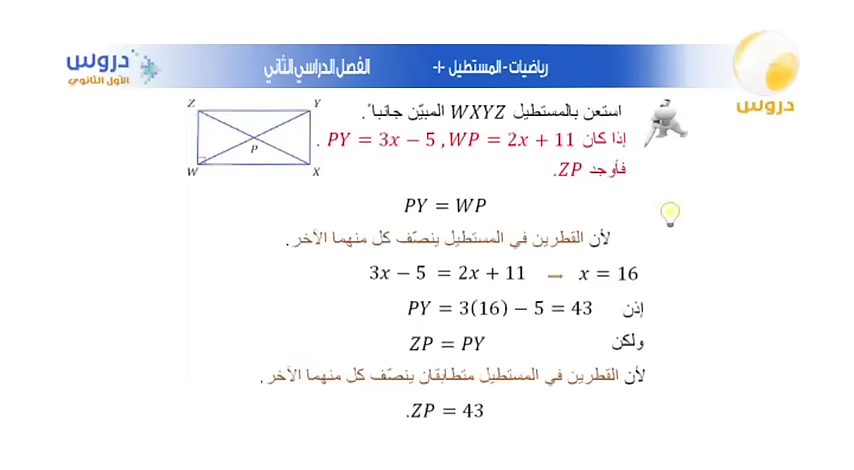 دروس
الأول الثانوي
الفصل الدراسي الثاني
رياضيات - المستطيل -1
دروس
استعن بالمستطيل WXYZ المبيّن جانباً.
إذا كان PY = 3x − 5 , WP = 2x + 11 .
فأوجد ZP.
Z
Y
P
W
X
PY = WP
لأن القطرين في المستطيل ينصّف كل منهما الآخر.
3x − 5 = 2x + 11 → x = 16
إذن PY = 3(16) − 5 = 43
ولكن ZP = PY
لأن القطرين في المستطيل متطابقان ينصّف كل منهما الآخر.
ZP = 43.